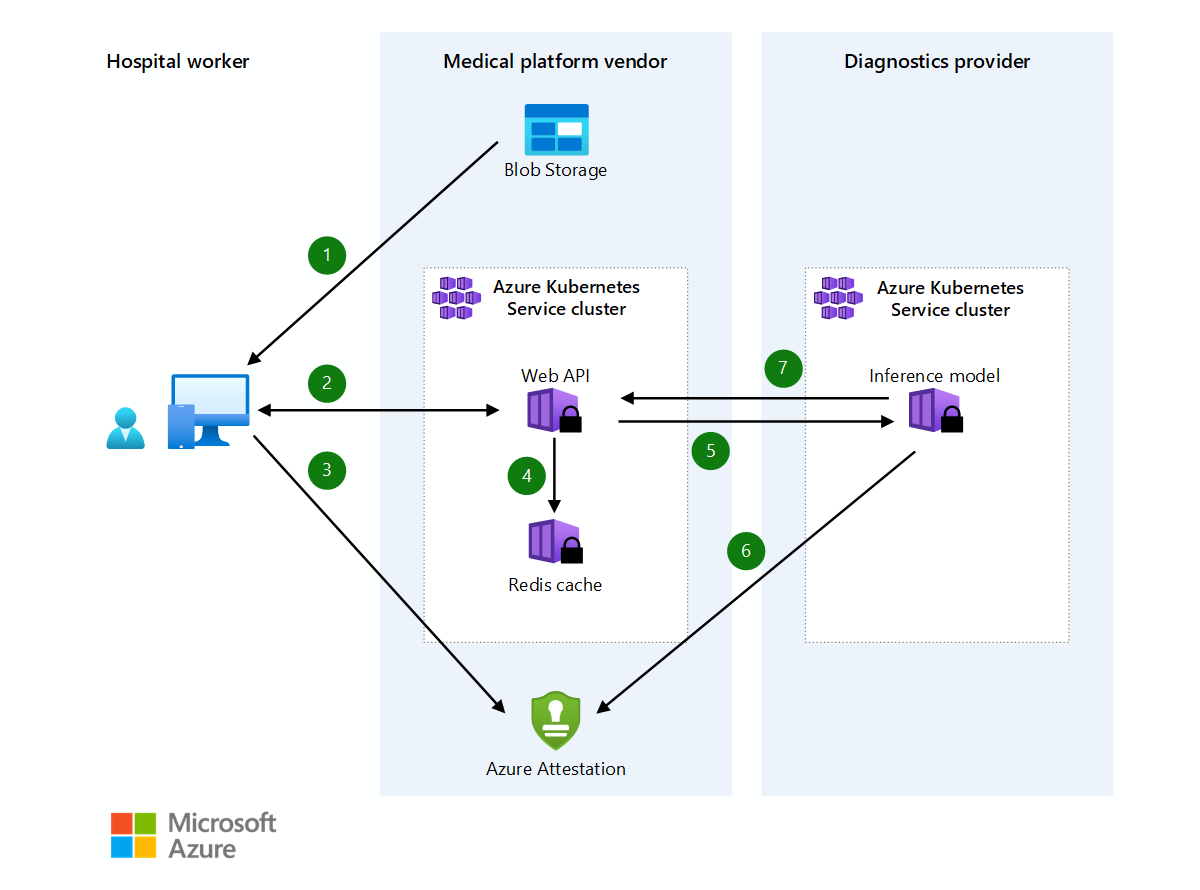 Hospital worker
Medical platform vendor
Diagnostics provider
Blob Storage
1
Azure Kubernetes
Service cluster
Azure Kubernetes
Service cluster
2
Web API
7
Inference model
3
4
5
6
Redis cache
Azure Attestation
Microsoft
Azure